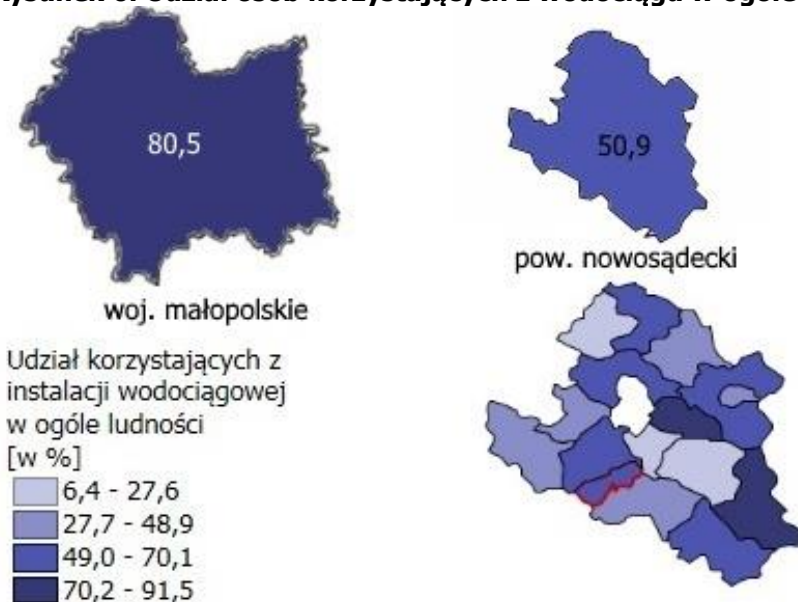 80,5
50,9
pow. nowosądecki
woj. małopolskie
Udział korzystających z
instalacji wodociągowej
w ogóle ludności
[w %]
6,4 - 27,6
27,7 - 48,9
49,0 - 70,1
70,2 - 91,5